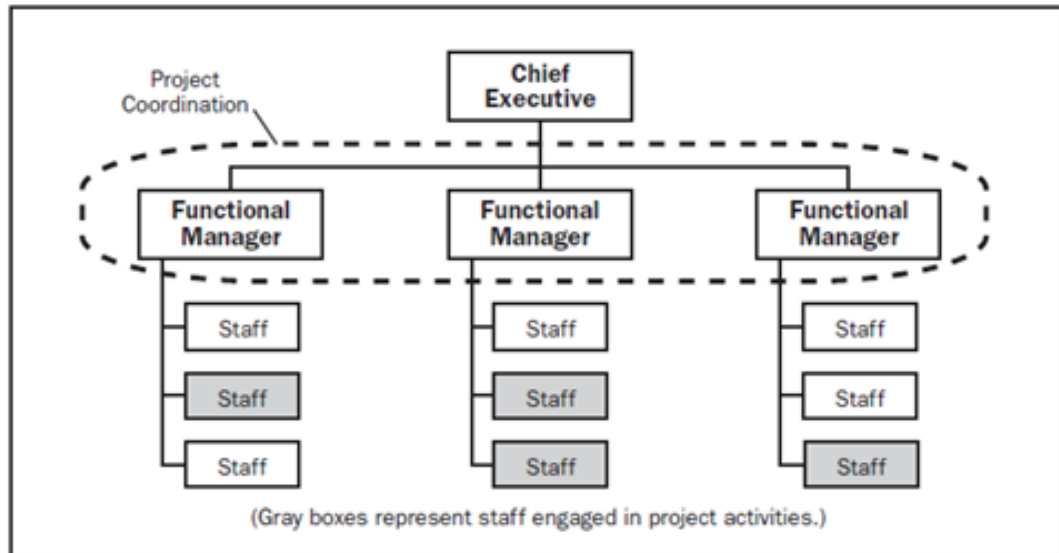 Chief
Executive
Project
Coordination
Functional
Manager
Functional
Manager
Functional
Manager
Staff
Staff
Staff
Staff
Staff
Staff
Staff
Staff
Staff
(Gray boxes represent staff engaged in project activities.)